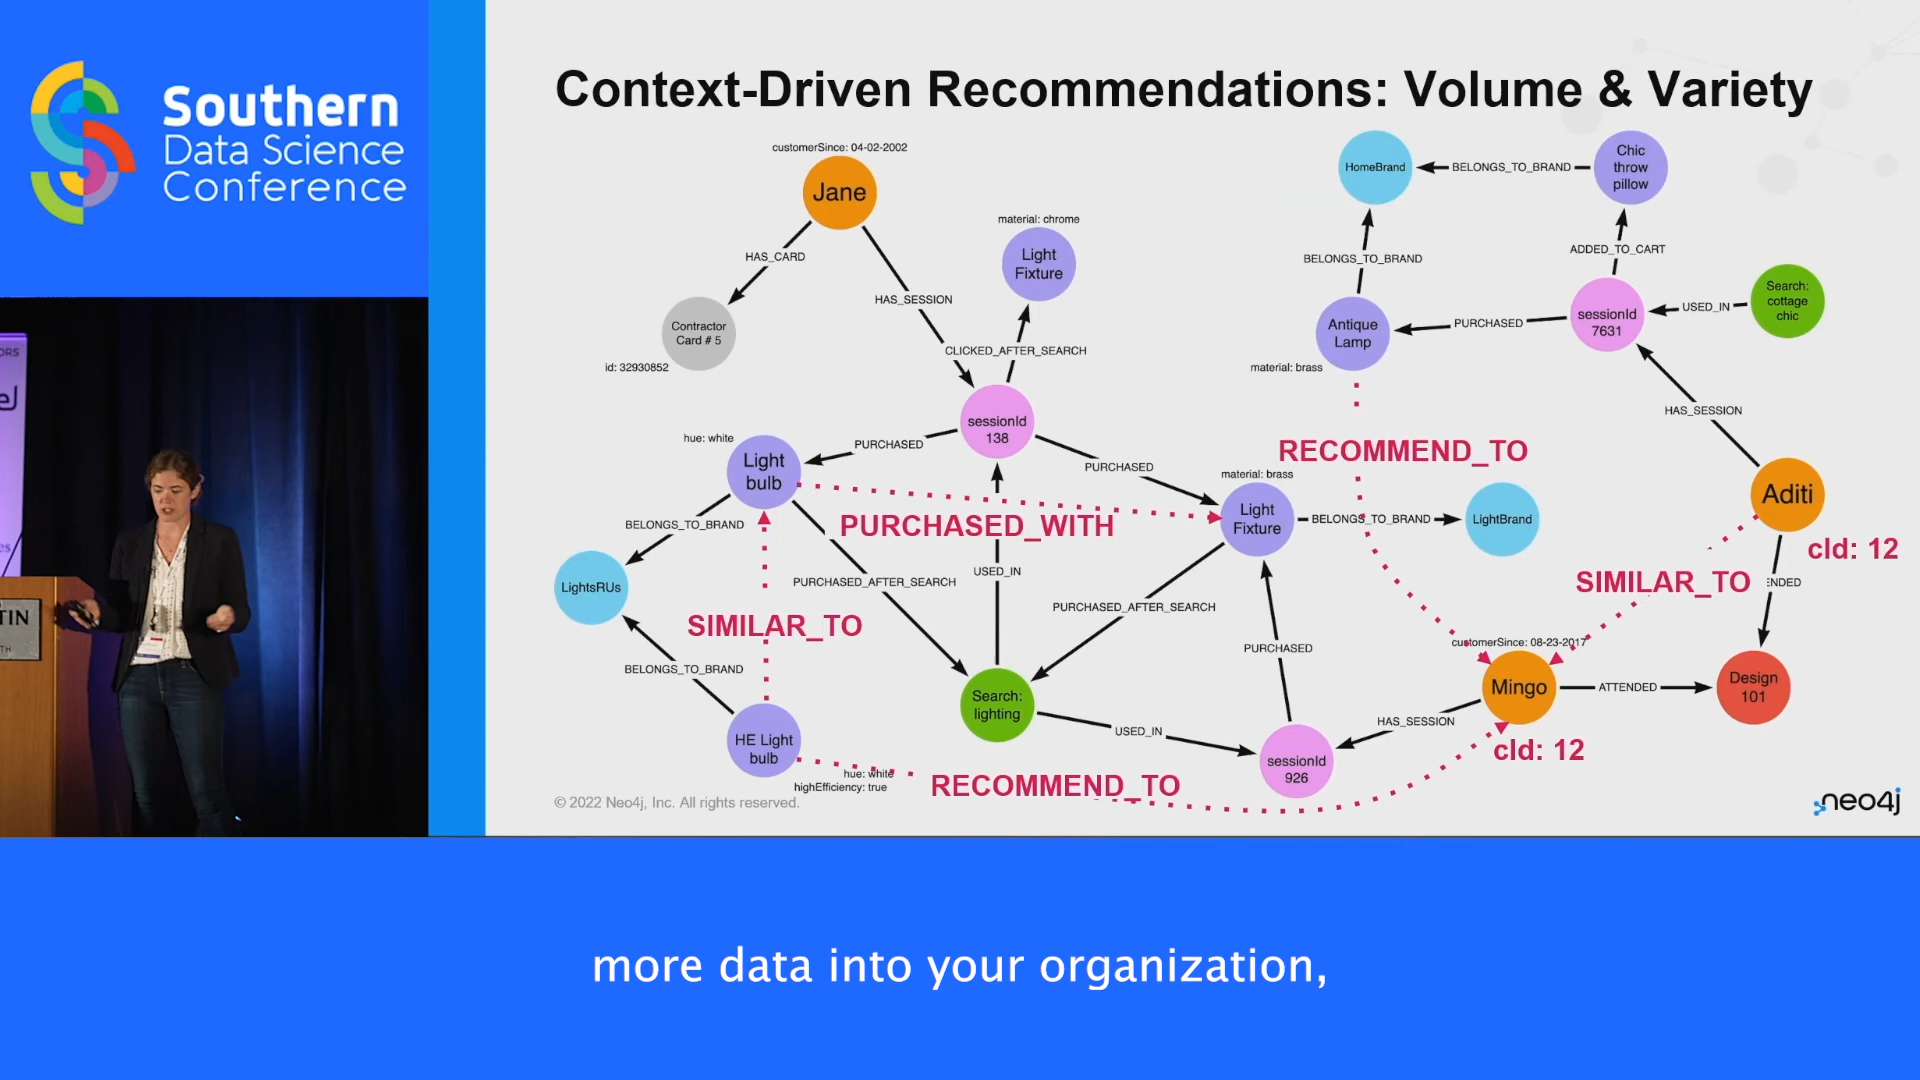 Southern
Data Science
Conference
Context-Driven Recommendations: Volume & Variety
customerSince: 04-02-2002
Jane
HAS_CARD
Contractor
Card # 5
id: 32930852
HAS_SESSION
material: chrome
Light
Fixture
CLICKED_AFTER_SEARCH
sessionId
138
PURCHASED
hue: white
Light
bulb
PURCHASED
material: brass
Light
Fixture
BELONGS_TO_BRAND
LightBrand
PURCHASED_WITH
BELONGS_TO_BRAND
LightsRUs
PURCHASED_AFTER_SEARCH
USED_IN
PURCHASED_AFTER_SEARCH
SIMILAR_TO
BELONGS_TO_BRAND
HE Light
bulb
hue: white
highEfficiency: true
Search:
lighting
USED_IN
PURCHASED
sessionId
926
HAS_SESSION
RECOMMEND_TO
HomeBrand
BELONGS_TO_BRAND
Chic
throw
pillow
BELONGS_TO_BRAND
ADDED_TO_CART
Antique
Lamp
material: brass
PURCHASED
sessionId
7631
USED_IN
Search:
cottage
chic
HAS_SESSION
RECOMMEND_TO
Aditi
cId: 12
SIMILAR_TO
ENDED
customerSince: 08-23-2017
Mingo
cId: 12
ATTENDED
Design
101
© 2022 Neo4j, Inc. All rights reserved.
neo4j
ORS
TIN
more data into your organization,